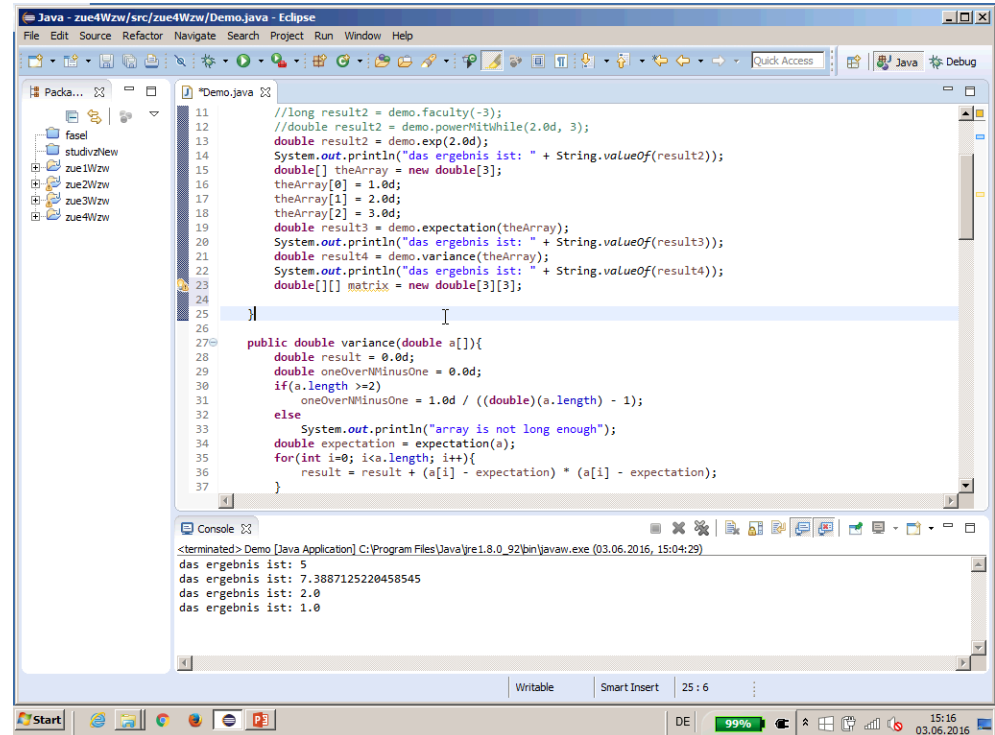 Java - zue4Wzw/src/zue4Wzw/Demo.java - Eclipse
File Edit Source Refactor Navigate Search Project Run Window Help
Quick Access Java Debug
Packa...
fasel
studivzNew
zue1Wzw
zue2Wzw
zue3Wzw
zue4Wzw
*Demo.java
11 //long result2 = demo.faculty(-3);
12 //double result2 = demo.powerMitWhile(2.0d, 3);
13 double result2 = demo.exp(2.0d);
14 System.out.println("das ergebnis ist: " + String.valueOf(result2));
15 double[] theArray = new double[3];
16 theArray[0] = 1.0d;
17 theArray[1] = 2.0d;
18 theArray[2] = 3.0d;
19 double result3 = demo.expectation(theArray);
20 System.out.println("das ergebnis ist: " + String.valueOf(result3));
21 double result4 = demo.variance(theArray);
22 System.out.println("das ergebnis ist: " + String.valueOf(result4));
23 double[][] matrix = new double[3][3];
24
25 }
26
27 public double variance(double a[]){
28 double result = 0.0d;
29 double oneOverNMinusOne = 0.0d;
30 if(a.length >=2)
31 oneOverNMinusOne = 1.0d / ((double)(a.length) - 1);
32 else
33 System.out.println("array is not long enough");
34 double expectation = expectation(a);
35 for(int i=0; i<a.length; i++){
36 result = result + (a[i] - expectation) * (a[i] - expectation);
37 }
Console
<terminated> Demo [Java Application] C:\Program Files\Java\jre1.8.0_92\bin\javaw.exe (03.06.2016, 15:04:29)
das ergebnis ist: 5
das ergebnis ist: 7.3887125220458545
das ergebnis ist: 2.0
das ergebnis ist: 1.0
Writable Smart Insert 25 : 6
Start DE 99% 15:16
03.06.2016